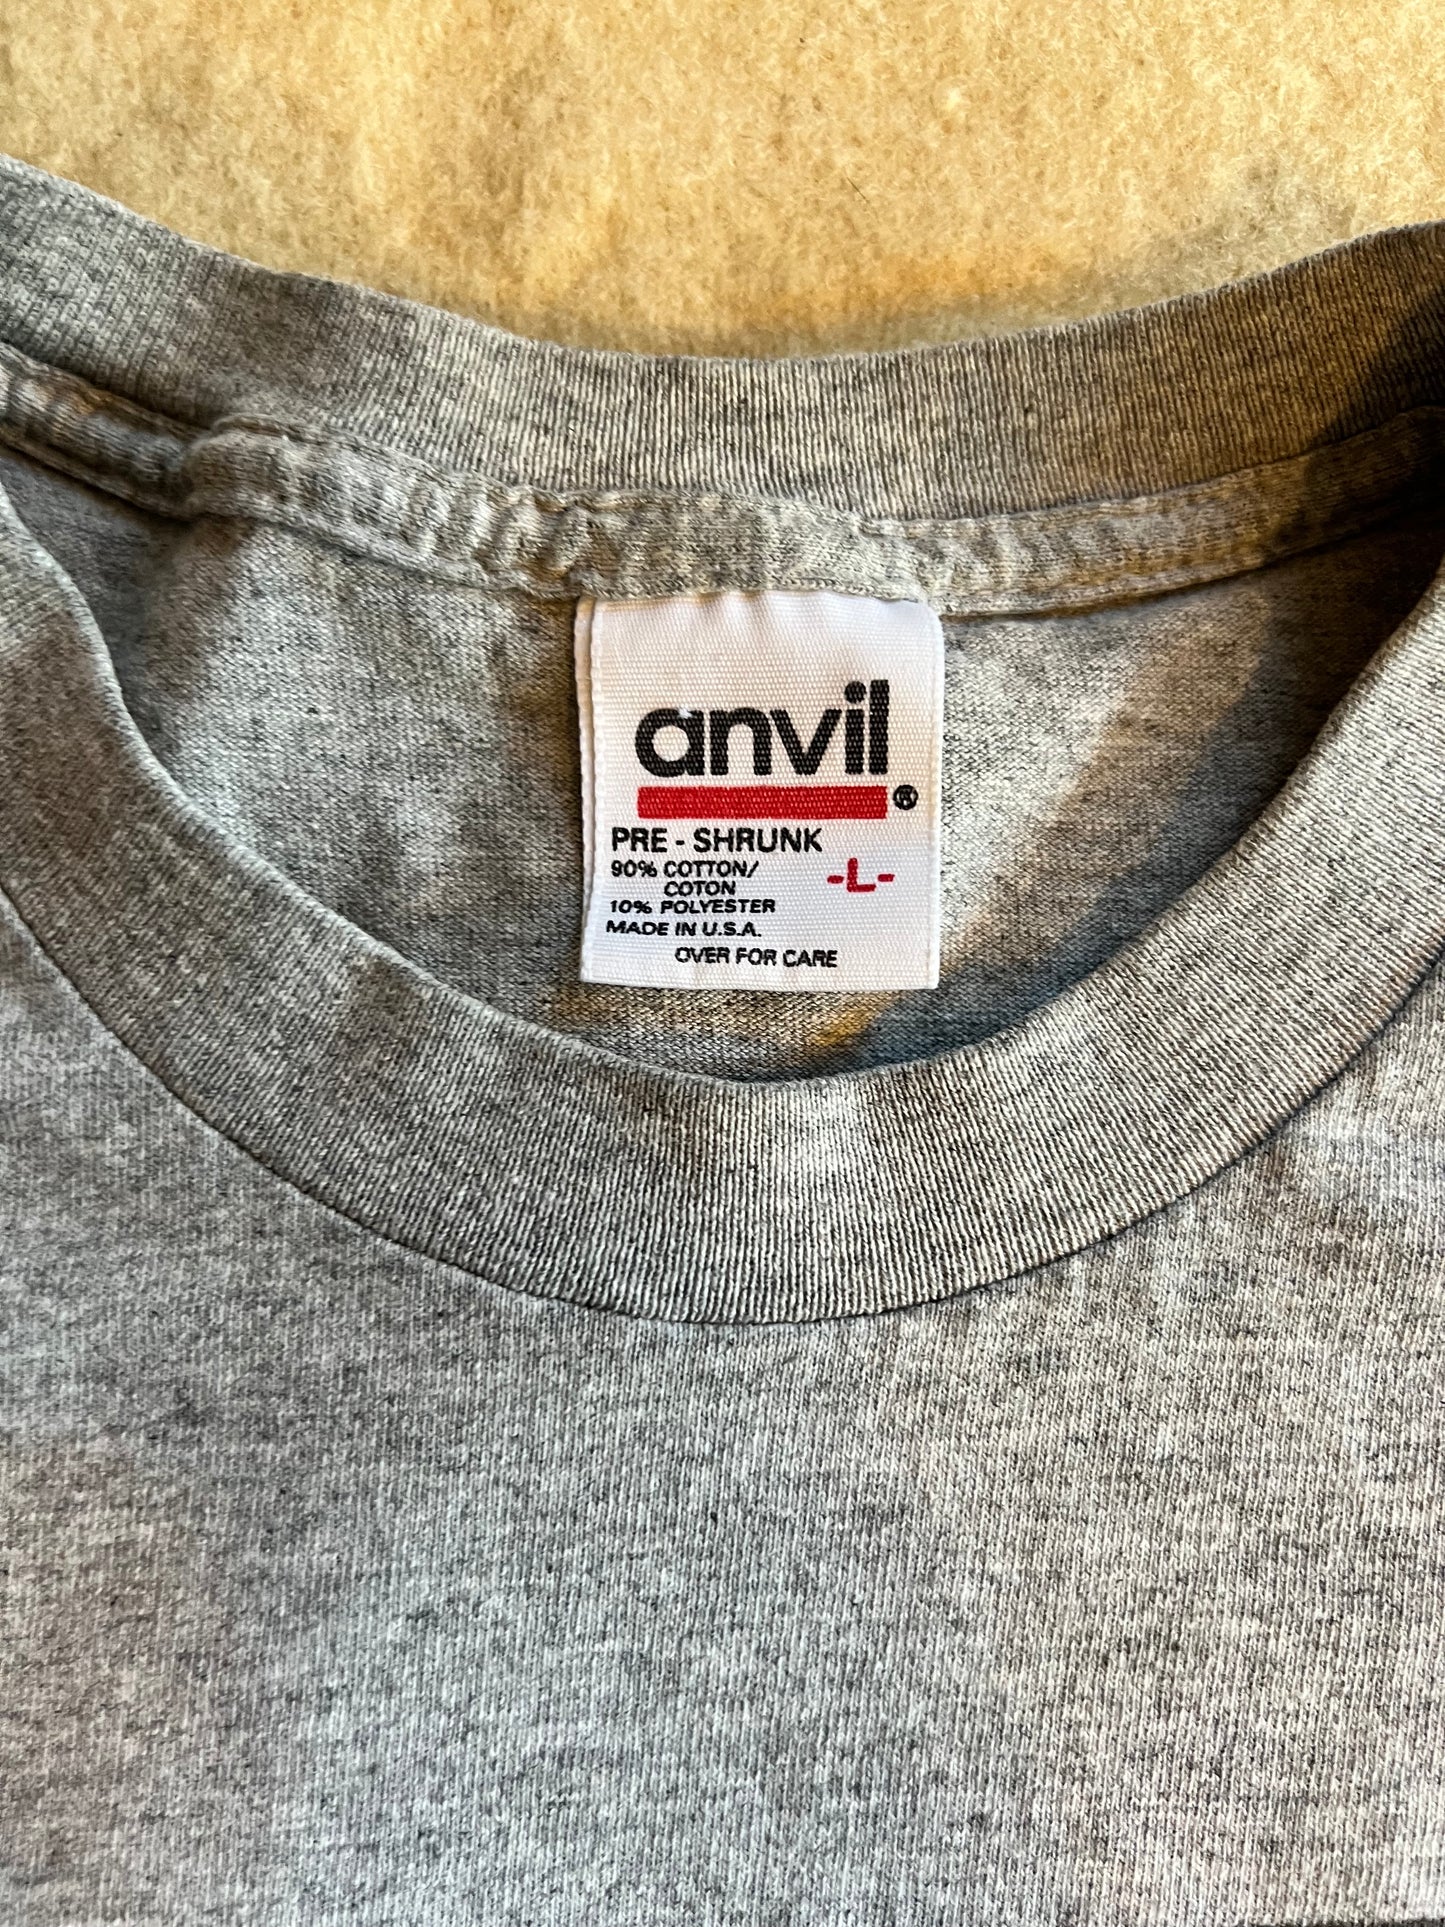 anvil
®
PRE - SHRUNK
90% COTTON/
COTON
-L-
10% POLYESTER
MADE IN U.S.A.
OVER FOR CARE